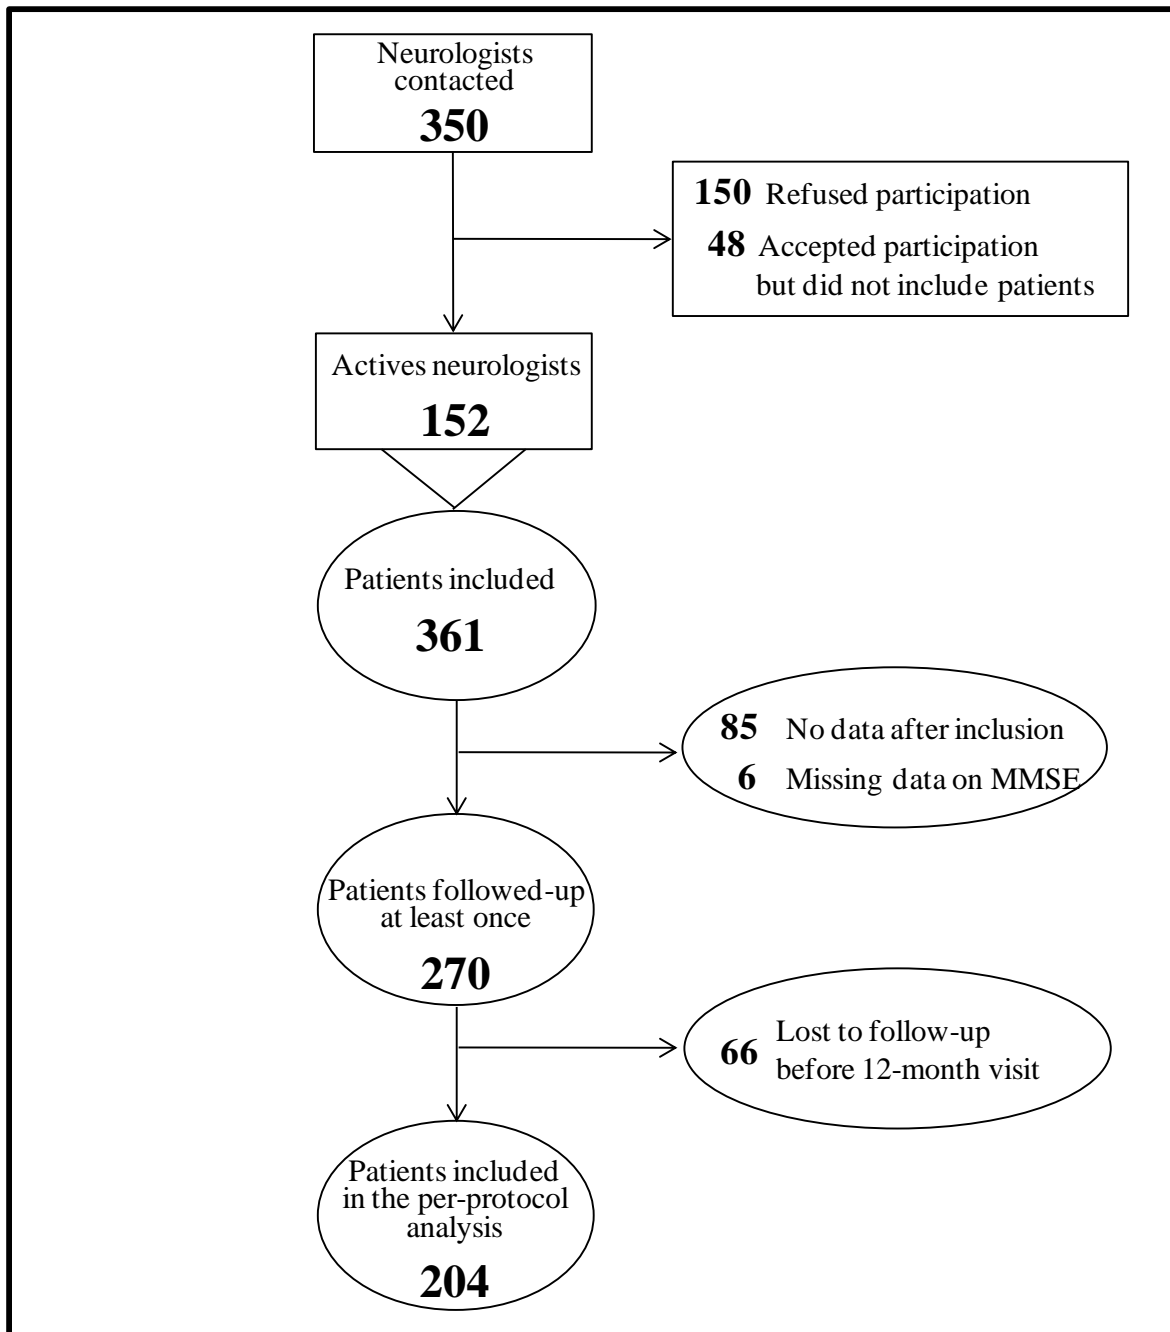 Neurologists
contacted
350
150 Refused participation
48 Accepted participation
but did not include patients
Actives neurologists
152
Patients included
361
85 No data after inclusion
6 Missing data on MMSE
Patients followed-up
at least once
270
66 Lost to follow-up
before 12-month visit
Patients included
in the per-protocol
analysis
204